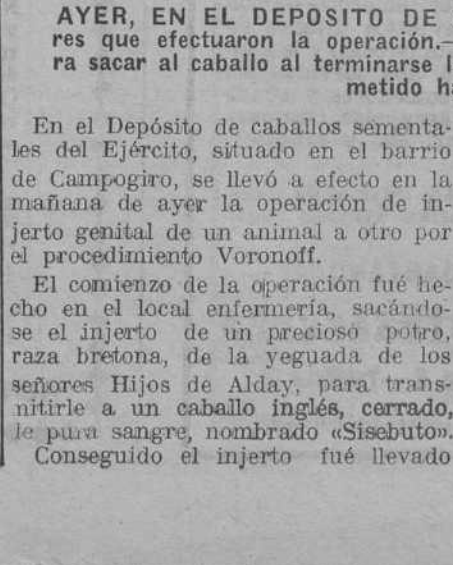 AYER, EN EL DEPOSITO DE
res que efectuaron la operación.—
ra sacar al caballo al terminarse l
metido ha
En el Depósito de caballos sementa-
les del Ejército, situado en el barrio
de Campogiro, se llevó a efecto en la
mañana de ayer la operación de in-
jerto genital de un animal a otro por
el procedimiento Voronoff.
El comienzo de la operación fué he-
cho en el local enfermería, sacándo-
se el injerto de un precioso potro,
raza bretona, de la yeguada de los
señores Hijos de Alday, para trans-
nitirle a un caballo inglés, cerrado,
le pura sangre, nombrado «Sisebuto».
Conseguido el injerto fué llevado